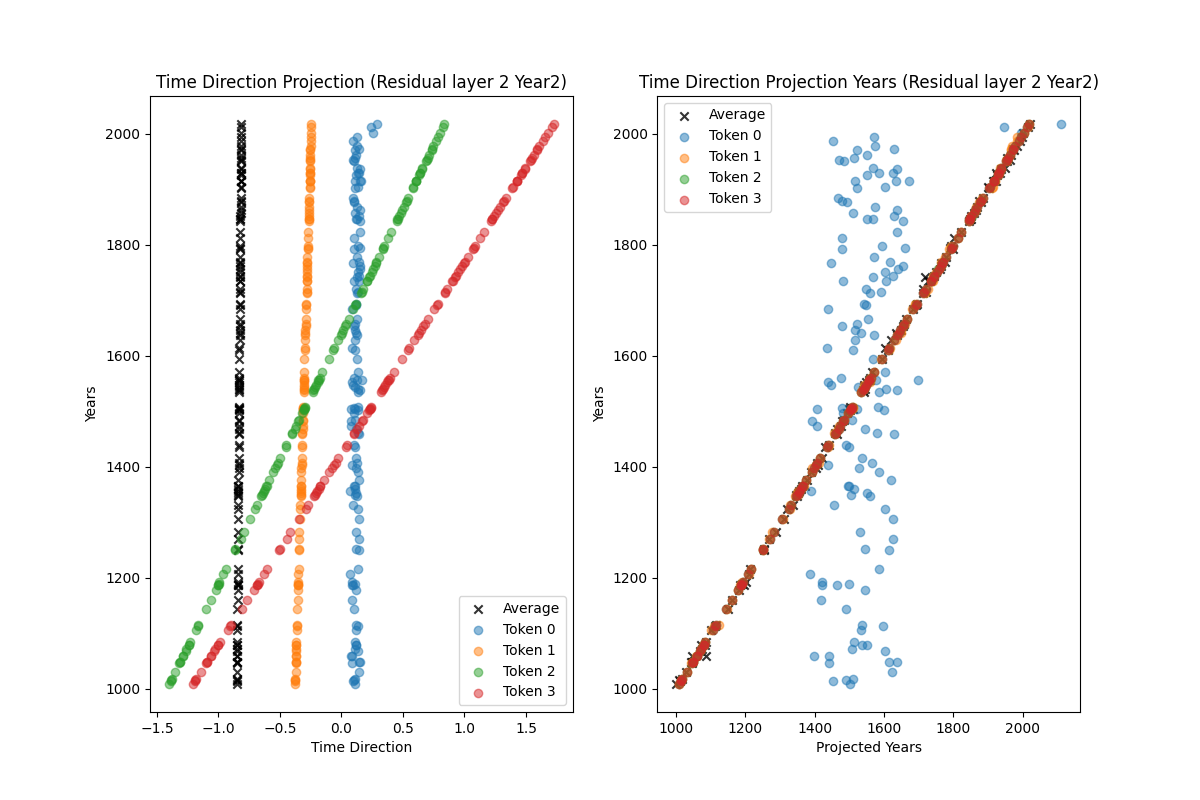 Time Direction Projection (Residual layer 2 Year2)
Years
2000
1800
1600
1400
1200
1000
Average
Token 0
Token 1
Token 2
Token 3
−1.5 −1.0 −0.5 0.0 0.5 1.0 1.5
Time Direction
Time Direction Projection Years (Residual layer 2 Year2)
Average
Token 0
Token 1
Token 2
Token 3
Years
2000
1800
1600
1400
1200
1000
1000 1200 1400 1600 1800 2000
Projected Years